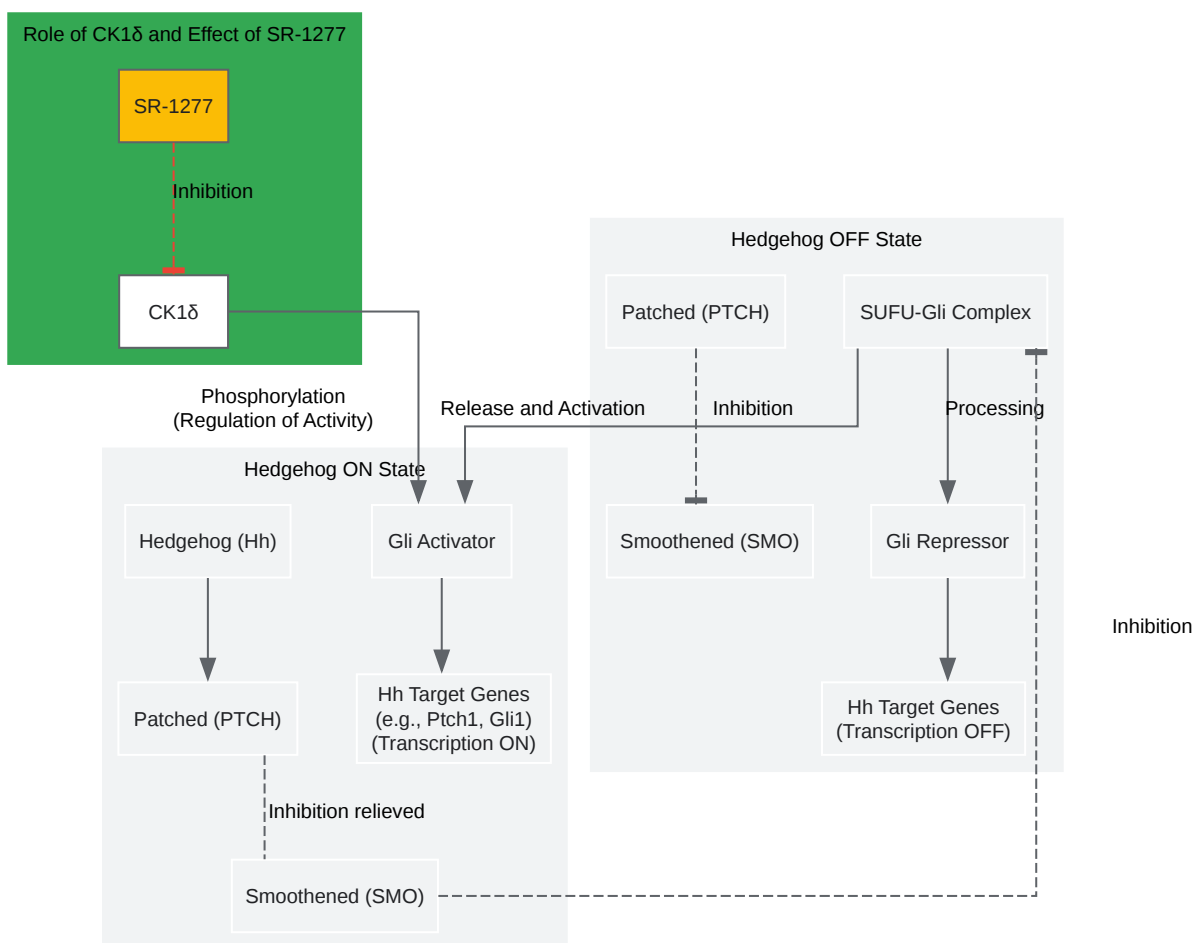 Role of CK1δ and Effect of SR-1277
SR-1277
Inhibition
CK1δ
Phosphorylation
(Regulation of Activity)
Hedgehog OFF State
Patched (PTCH)
SUFU-Gli Complex
Release and Activation
Inhibition
Processing
Smoothened (SMO)
Gli Repressor
Hh Target Genes
(Transcription OFF)
Inhibition
Hedgehog ON State
Hedgehog (Hh)
Gli Activator
Patched (PTCH)
Hh Target Genes
(e.g., Ptch1, Gli1)
(Transcription ON)
Inhibition relieved
Smoothened (SMO)